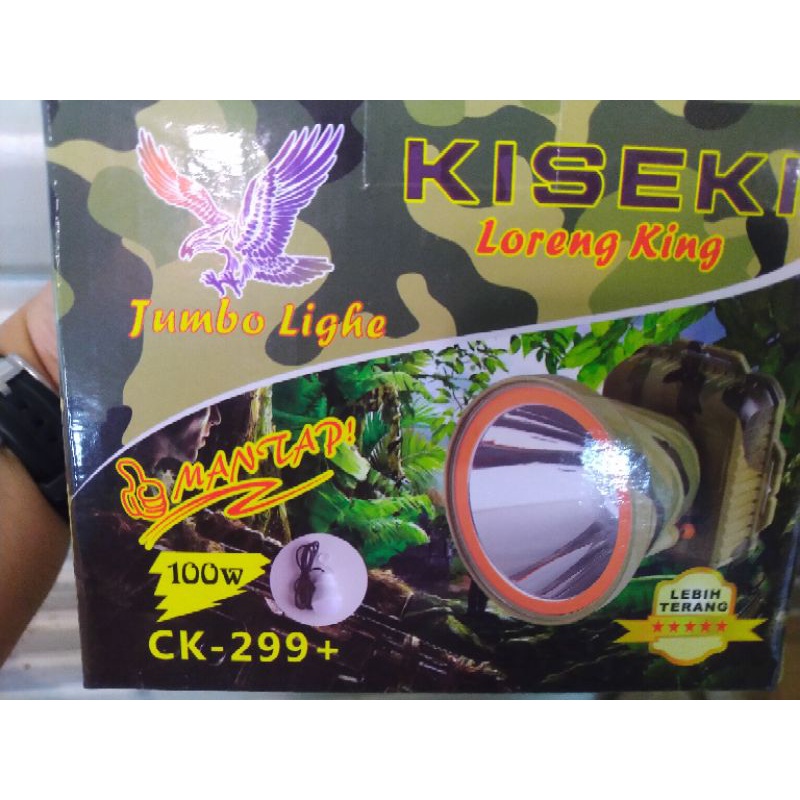 KISEKI
Loreng King
Jumbo Lighe
MANTAP!
100W
CK-299+
LEBIH
TERANG